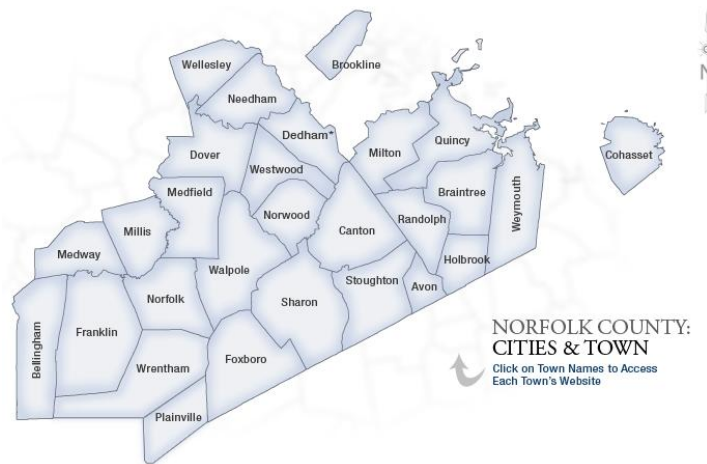 Wellesley
Brookline
Needham
Dedham*
Quincy
Dover
Milton
Cohasset
Westwood
Medfield
Braintree
Weymouth
Norwood
Randolph
Millis
Canton
Medway
Holbrook
Walpole
Stoughton
Avon
Norfolk
Sharon
Franklin
Bellingham
Foxboro
Wrentham
Plainville
NORFOLK COUNTY:
CITIES & TOWN
Click on Town Names to Access
Each Town's Website